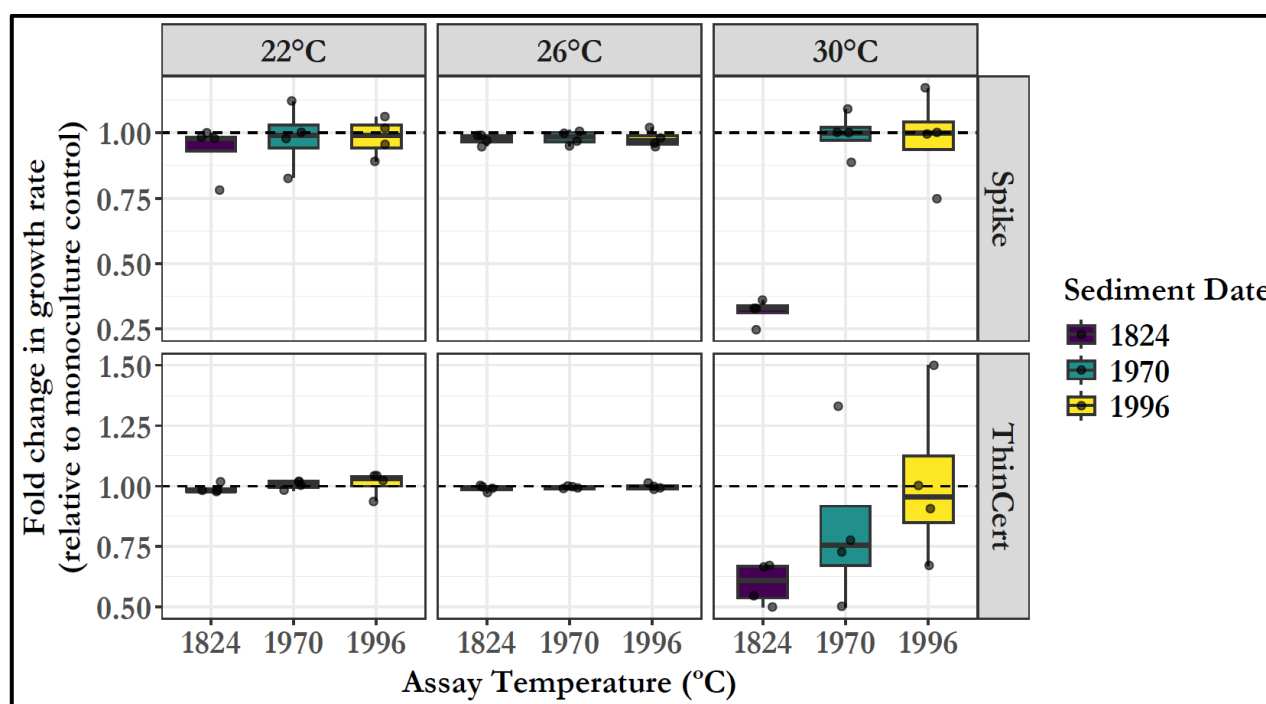 22°C 26°C 30°C
Fold change in growth rate
(relative to monoculture control)
1.00
0.75
0.50
0.25
Spike
1.50
1.25
1.00
0.75
0.50
ThinCert
1824 1970 1996 1824 1970 1996 1824 1970 1996
Assay Temperature (ºC)
Sediment Date
1824
1970
1996